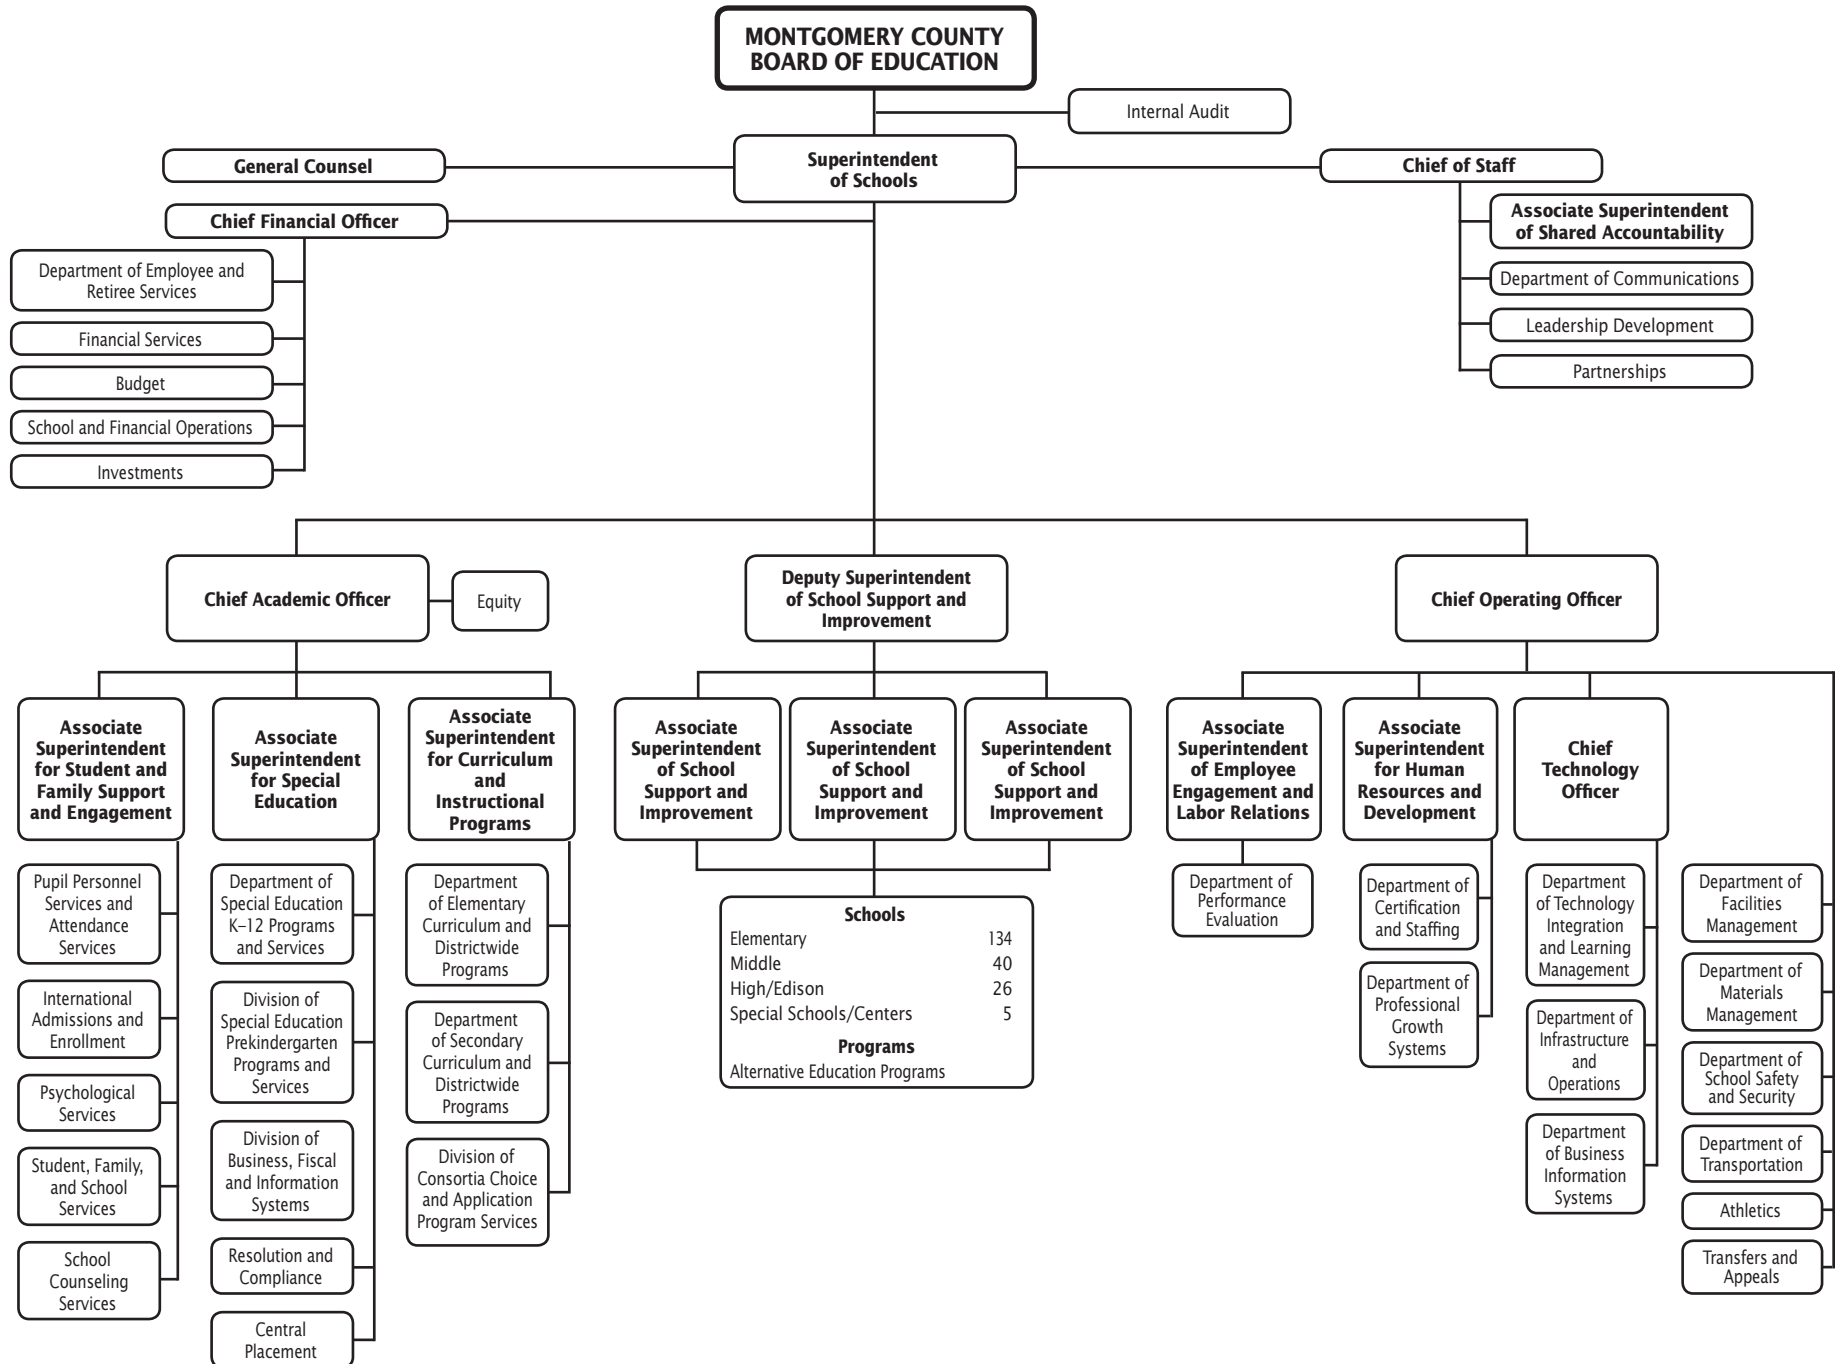 MONTGOMERY COUNTY
BOARD OF EDUCATION
Internal Audit
General Counsel
Superintendent
of Schools
Chief of Staff
Chief Financial Officer
Associate Superintendent
of Shared Accountability
Department of Communications
Leadership Development
Partnerships
Department of Employee and
Retiree Services
Financial Services
Budget
School and Financial Operations
Investments
Chief Academic Officer
Equity
Deputy Superintendent
of School Support and
Improvement
Chief Operating Officer
Associate
Superintendent
for Student and
Family Support
and Engagement
Pupil Personnel
Services and
Attendance
Services
International
Admissions and
Enrollment
Psychological
Services
Student, Family,
and School
Services
School
Counseling
Services
Associate
Superintendent
for Special
Education
Department of
Special Education
K–12 Programs
and Services
Division of
Special Education
Prekindergarten
Programs and
Services
Division of
Business, Fiscal
and Information
Systems
Resolution and
Compliance
Central
Placement
Associate
Superintendent
for Curriculum
and
Instructional
Programs
Department
of Elementary
Curriculum and
Districtwide
Programs
Department
of Secondary
Curriculum and
Districtwide
Programs
Division of
Consortia Choice
and Application
Program Services
Associate
Superintendent
of School
Support and
Improvement
Associate
Superintendent
of School
Support and
Improvement
Associate
Superintendent
of School
Support and
Improvement
Schools
Elementary 134
Middle 40
High/Edison 26
Special Schools/Centers 5
Programs
Alternative Education Programs
Associate
Superintendent
of Employee
Engagement and
Labor Relations
Department of
Performance
Evaluation
Associate
Superintendent
for Human
Resources and
Development
Department of
Certification
and Staffing
Department of
Professional
Growth
Systems
Chief
Technology
Officer
Department
of Technology
Integration
and Learning
Management
Department of
Infrastructure
and
Operations
Department
of Business
Information
Systems
Department of
Facilities
Management
Department of
Materials
Management
Department of
School Safety
and Security
Department of
Transportation
Athletics
Transfers and
Appeals